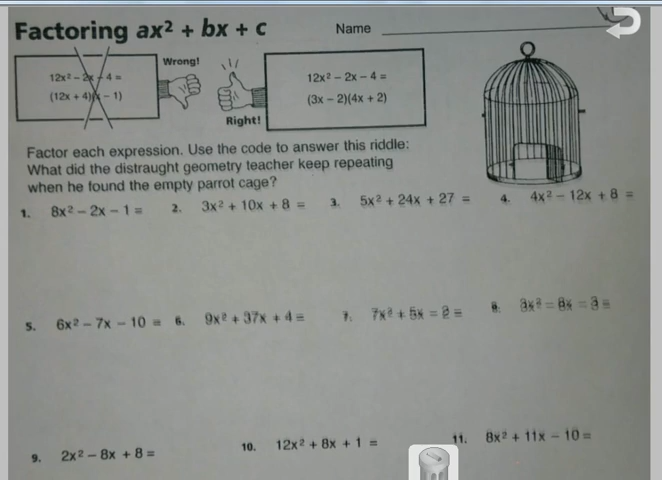 Factoring ax² + bx + c
Name
Wrong!
12x² – 2x – 4 =
(12x + 4)(x – 1)
Right!
12x² – 2x – 4 =
(3x – 2)(4x + 2)
Factor each expression. Use the code to answer this riddle:
What did the distraught geometry teacher keep repeating
when he found the empty parrot cage?
1. 8x² – 2x – 1 = 2. 3x² + 10x + 8 = 3. 5x² + 24x + 27 = 4. 4x² – 12x + 8 =
5. 6x² – 7x – 10 = 6. 9x² + 37x + 4 = 7. 7x² + 5x – 2 = 8. 3x² – 8x – 3 =
9. 2x² – 8x + 8 = 10. 12x² + 8x + 1 = 11. 8x² + 11x – 10 =